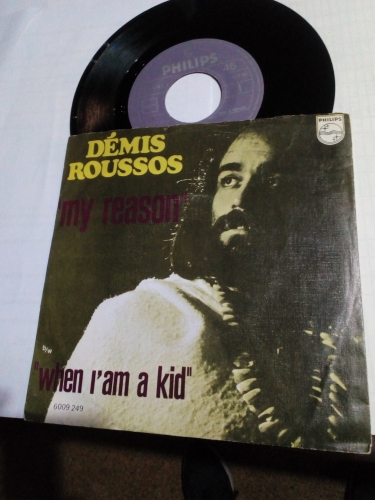 PHILIPS
PHILIPS
DÉMIS
ROUSSOS
"my reason"
b/w
"when I'am a kid"
6009 249